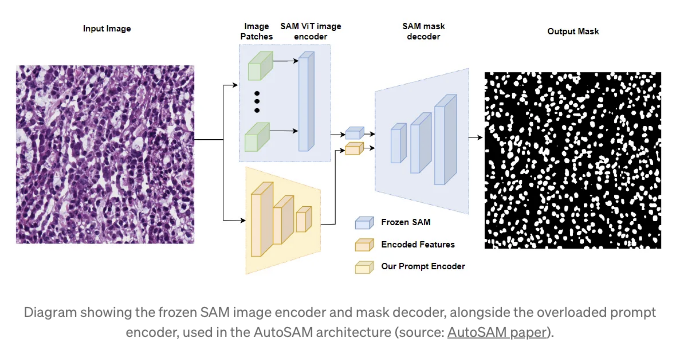 Input Image
Image
Patches
SAM ViT image
encoder
SAM mask
decoder
Output Mask
Frozen SAM
Encoded Features
Our Prompt Encoder
Diagram showing the frozen SAM image encoder and mask decoder, alongside the overloaded prompt
encoder, used in the AutoSAM architecture (source: AutoSAM paper).